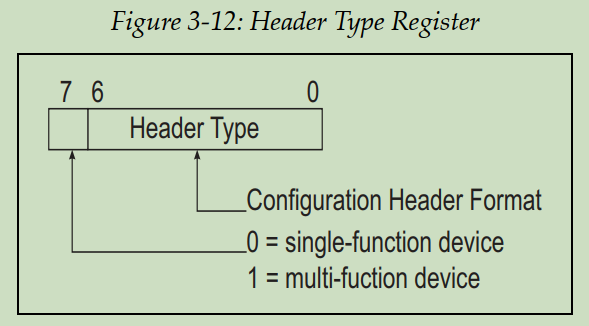 Figure 3-12: Header Type Register
7 6 0
Header Type
Configuration Header Format
0 = single-function device
1 = multi-fuction device